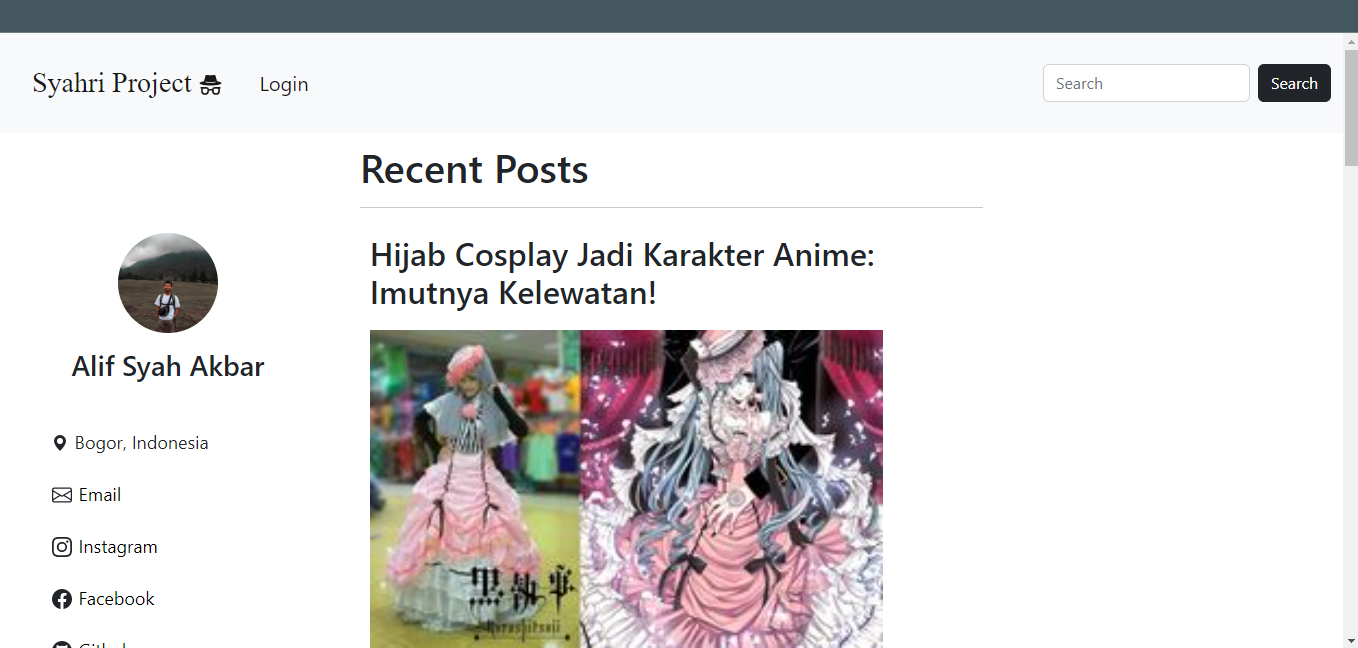 Syahri Project
Login
Search
Search
Recent Posts
Hijab Cosplay Jadi Karakter Anime:
Imutnya Kelewatan!
黒執事
Kuroshitsuji
Alif Syah Akbar
Bogor, Indonesia
Email
Instagram
Facebook